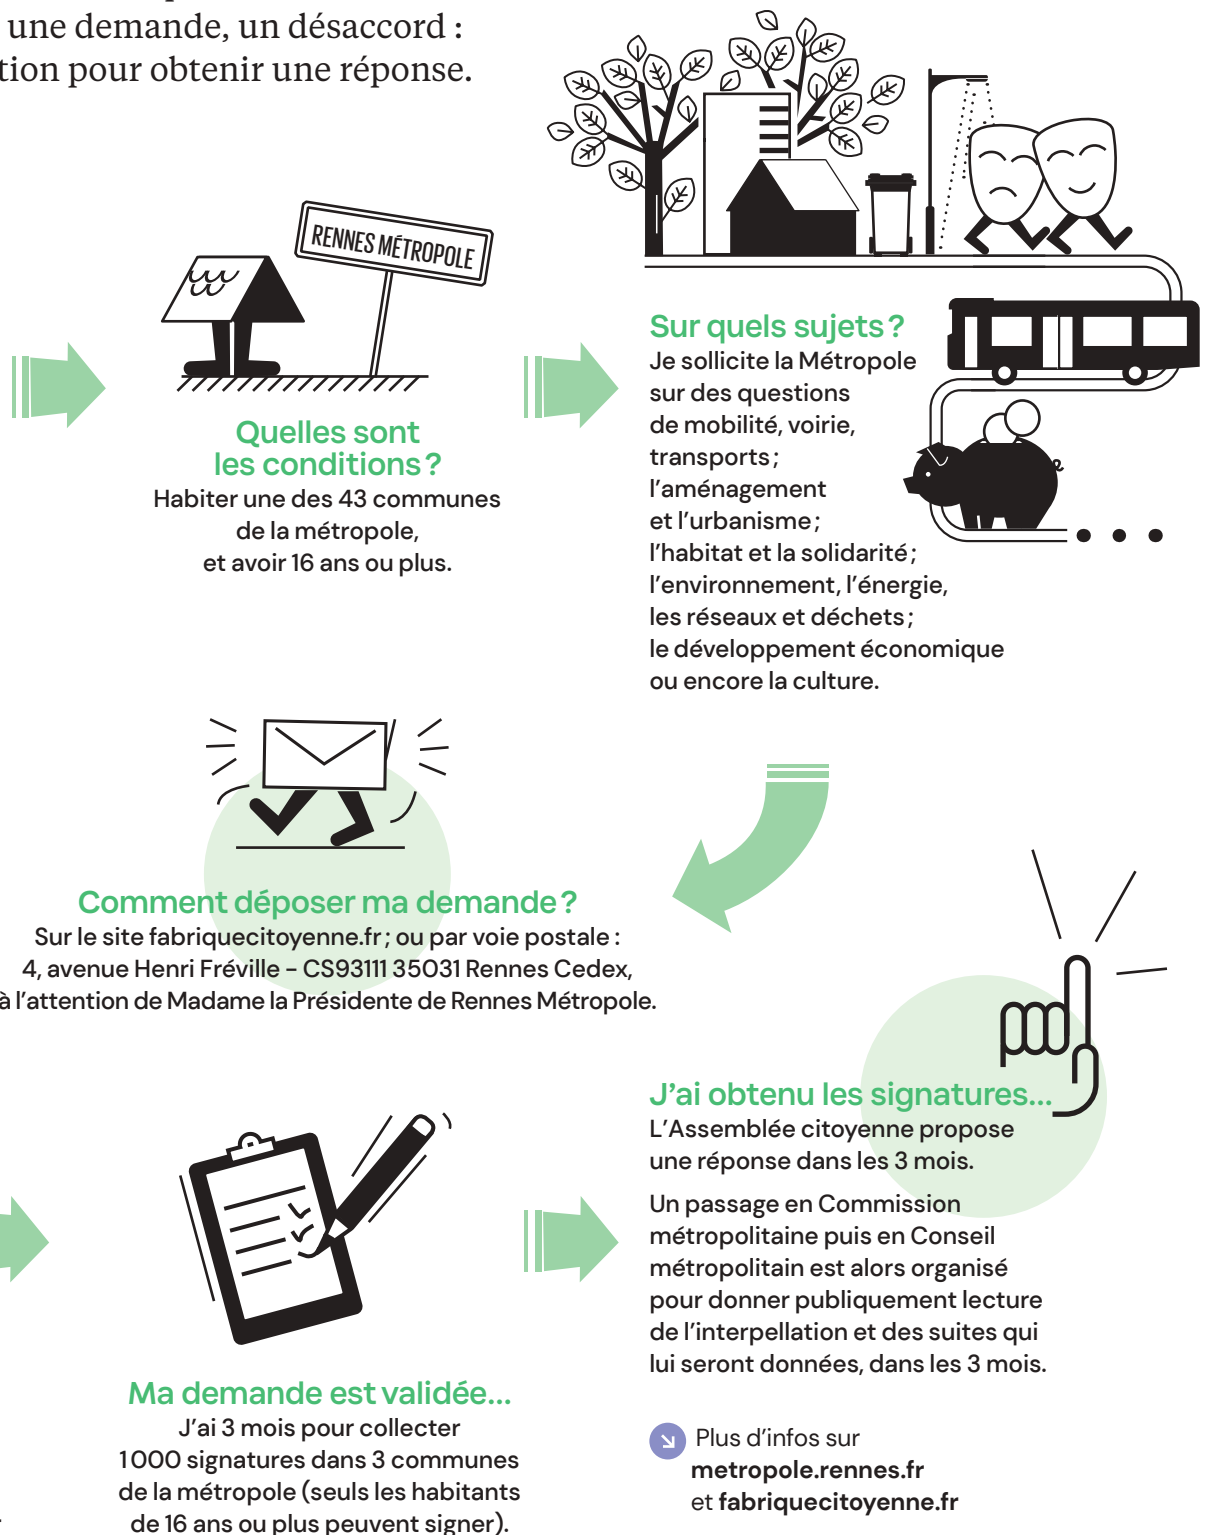 une demande, un désaccord :
tion pour obtenir une réponse.
RENNES MÉTROPOLE
Quelles sont
les conditions ?
Habiter une des 43 communes
de la métropole,
et avoir 16 ans ou plus.
Sur quels sujets ?
Je sollicite la Métropole
sur des questions
de mobilité, voirie,
transports ;
l’aménagement
et l’urbanisme ;
l’habitat et la solidarité ;
l’environnement, l’énergie,
les réseaux et déchets ;
le développement économique
ou encore la culture.
Comment déposer ma demande ?
Sur le site fabriquecitoyenne.fr ; ou par voie postale :
4, avenue Henri Fréville – CS93111 35031 Rennes Cedex,
à l’attention de Madame la Présidente de Rennes Métropole.
Ma demande est validée...
J’ai 3 mois pour collecter
1 000 signatures dans 3 communes
de la métropole (seuls les habitants
de 16 ans ou plus peuvent signer).
J’ai obtenu les signatures...
L’Assemblée citoyenne propose
une réponse dans les 3 mois.
Un passage en Commission
métropolitaine puis en Conseil
métropolitain est alors organisé
pour donner publiquement lecture
de l’interpellation et des suites qui
lui seront données, dans les 3 mois.
Plus d’infos sur
metropole.rennes.fr
et fabriquecitoyenne.fr